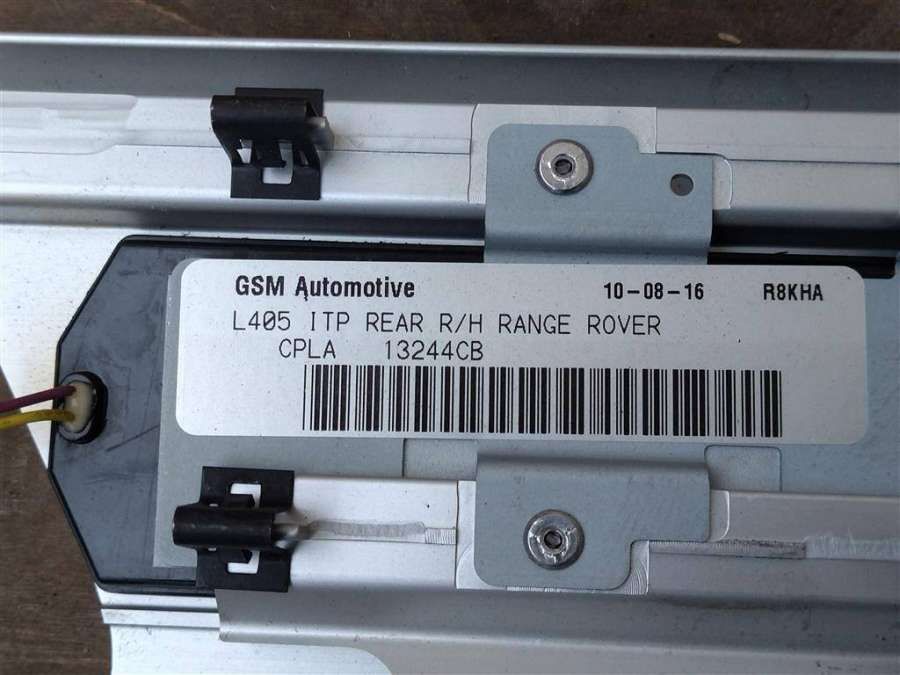 GSM Automotive 10-08-16 R8KHA
L405 ITP REAR R/H RANGE ROVER
CPLA 13244CB